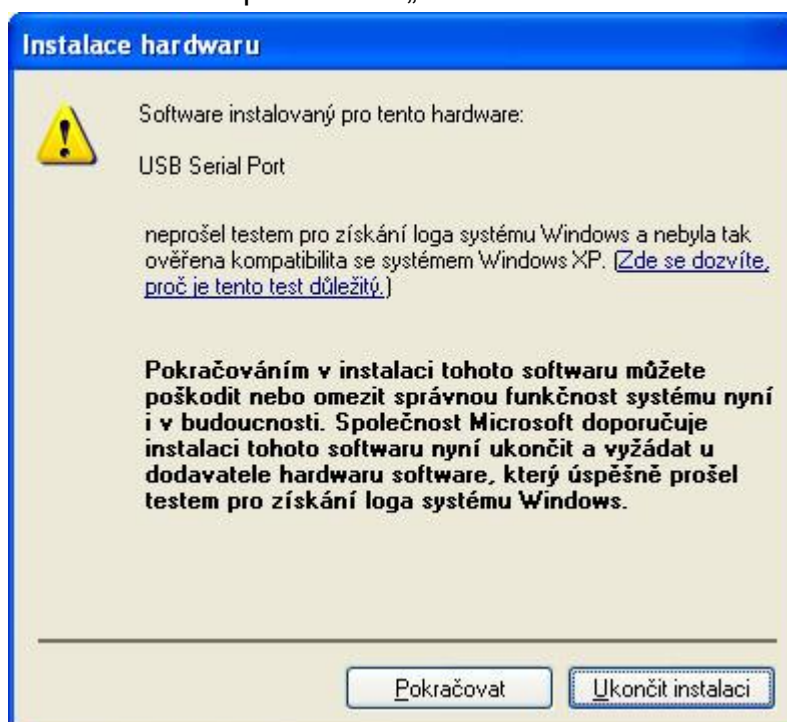 Instalace hardwaru
Software instalovaný pro tento hardware:
USB Serial Port
neprošel testem pro získání loga systému Windows a nebyla tak
ověřena kompatibilita se systémem Windows XP. (Zde se dozvíte,
proč je tento test důležitý.)
Pokračováním v instalaci tohoto softwaru můžete
poškodit nebo omezit správnou funkčnost systému nyní
i v budoucnosti. Společnost Microsoft doporučuje
instalaci tohoto softwaru nyní ukončit a vyžádat u
dodavatele hardwaru software, který úspěšně prošel
testem pro získání loga systému Windows.
Pokračovat Ukončit instalaci